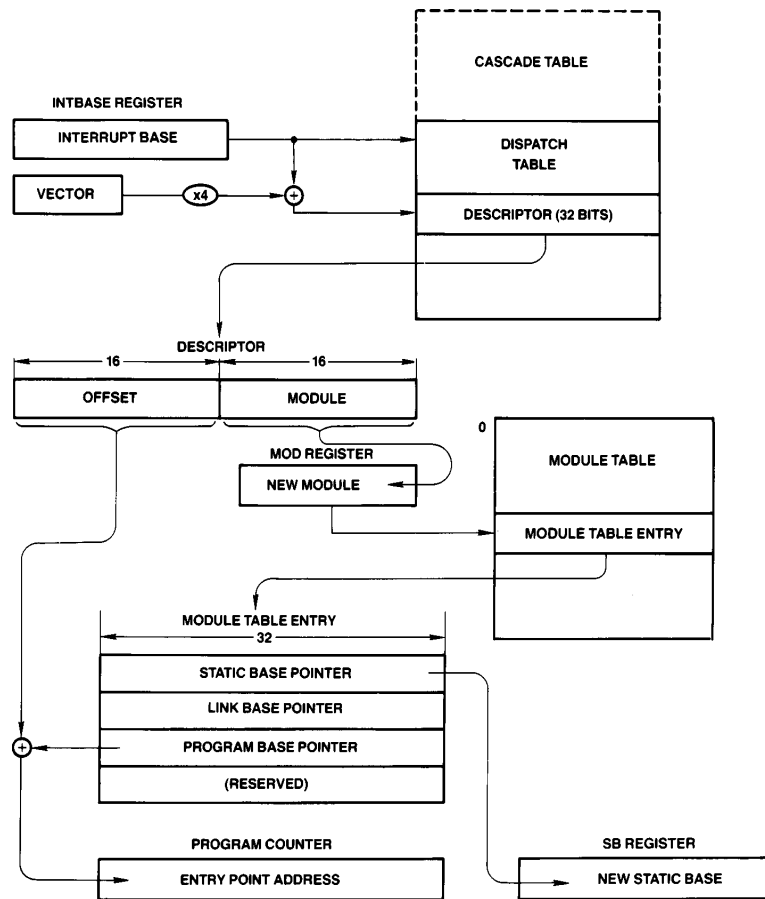 CASCADE TABLE
INTBASE REGISTER
INTERRUPT BASE
DISPATCH
TABLE
VECTOR
x4
+
DESCRIPTOR (32 BITS)
DESCRIPTOR
16
16
OFFSET
MODULE
MOD REGISTER
NEW MODULE
0
MODULE TABLE
MODULE TABLE ENTRY
MODULE TABLE ENTRY
32
STATIC BASE POINTER
LINK BASE POINTER
+
PROGRAM BASE POINTER
(RESERVED)
PROGRAM COUNTER
ENTRY POINT ADDRESS
SB REGISTER
NEW STATIC BASE